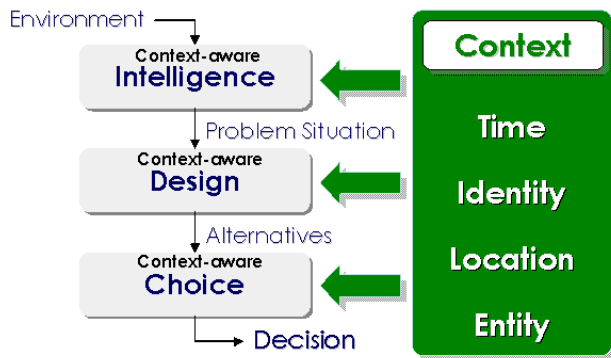 Environment
Context-aware
Intelligence
Problem Situation
Context-aware
Design
Alternatives
Context-aware
Choice
Decision
Context
Time
Identity
Location
Entity